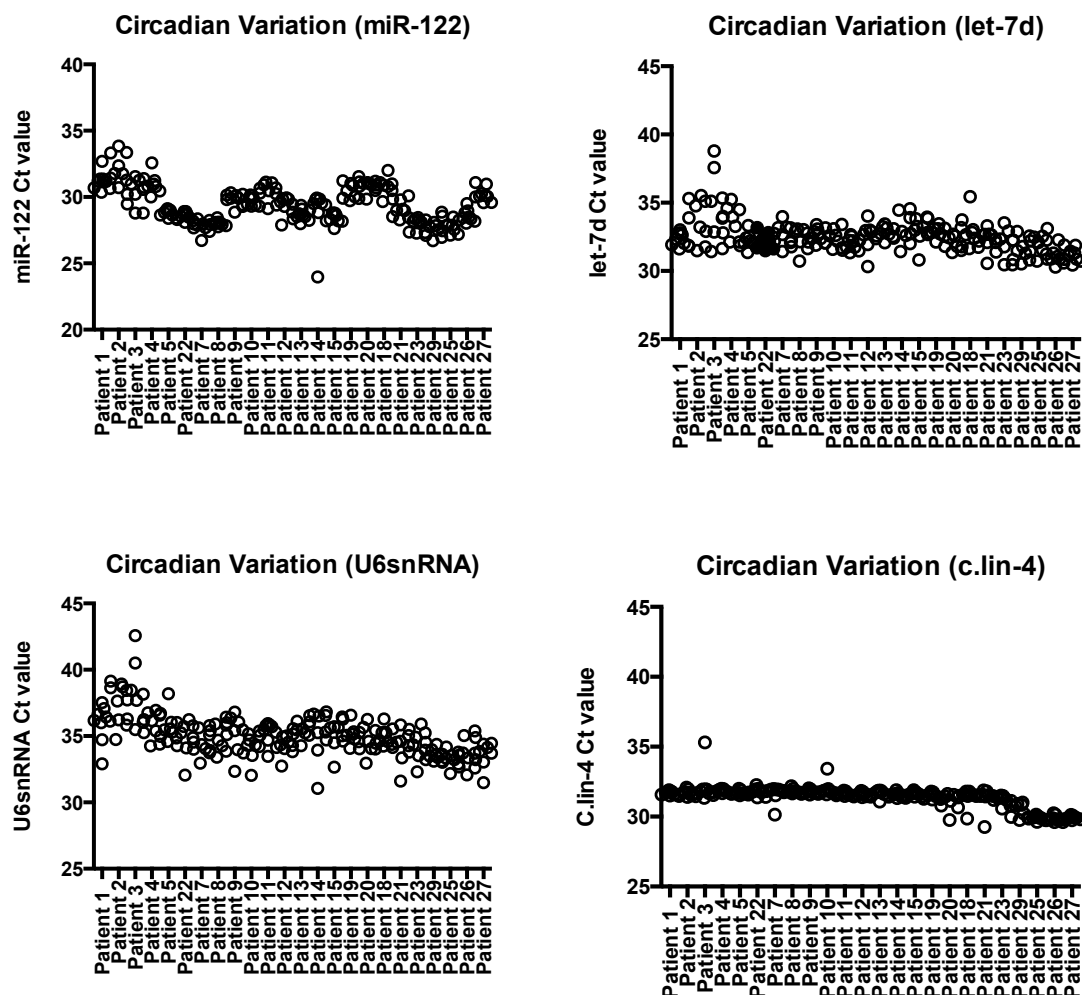 Circadian Variation (miR-122)
40
35
30
25
20
miR-122 Ct value
Patient 1
Patient 2
Patient 3
Patient 4
Patient 5
Patient 22
Patient 7
Patient 8
Patient 9
Patient 10
Patient 11
Patient 12
Patient 13
Patient 14
Patient 15
Patient 19
Patient 20
Patient 18
Patient 21
Patient 23
Patient 29
Patient 25
Patient 26
Patient 27
Circadian Variation (let-7d)
45
40
35
30
25
let-7d Ct value
Patient 1
Patient 2
Patient 3
Patient 4
Patient 5
Patient 22
Patient 7
Patient 8
Patient 9
Patient 10
Patient 11
Patient 12
Patient 13
Patient 14
Patient 15
Patient 19
Patient 20
Patient 18
Patient 21
Patient 23
Patient 29
Patient 25
Patient 26
Patient 27
Circadian Variation (U6snRNA)
45
40
35
30
25
U6snRNA Ct value
Patient 1
Patient 2
Patient 3
Patient 4
Patient 5
Patient 22
Patient 7
Patient 8
Patient 9
Patient 10
Patient 11
Patient 12
Patient 13
Patient 14
Patient 15
Patient 19
Patient 20
Patient 18
Patient 21
Patient 23
Patient 29
Patient 25
Patient 26
Patient 27
Circadian Variation (c.lin-4)
45
40
35
30
25
C.lin-4 Ct value
Patient 1
Patient 2
Patient 3
Patient 4
Patient 5
Patient 22
Patient 7
Patient 8
Patient 9
Patient 10
Patient 11
Patient 12
Patient 13
Patient 14
Patient 15
Patient 19
Patient 20
Patient 18
Patient 21
Patient 23
Patient 29
Patient 25
Patient 26
Patient 27